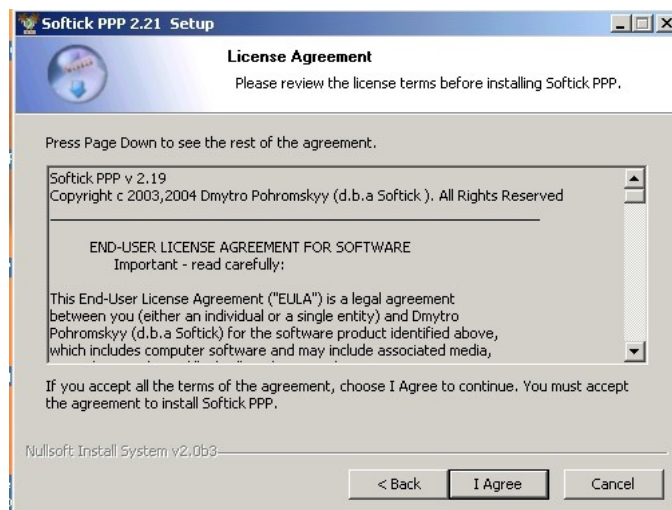 Softick PPP 2.21 Setup
License Agreement
Please review the license terms before installing Softick PPP.
Press Page Down to see the rest of the agreement.
Softick PPP v 2.19
Copyright c 2003,2004 Dmytro Pohromskyy (d.b.a Softick ). All Rights Reserved
END-USER LICENSE AGREEMENT FOR SOFTWARE
Important - read carefully:
This End-User License Agreement ("EULA") is a legal agreement
between you (either an individual or a single entity) and Dmytro
Pohromskyy (d.b.a Softick) for the software product identified above,
which includes computer software and may include associated media,
If you accept all the terms of the agreement, choose I Agree to continue. You must accept
the agreement to install Softick PPP.
Nullsoft Install System v2.0b3
< Back
I Agree
Cancel